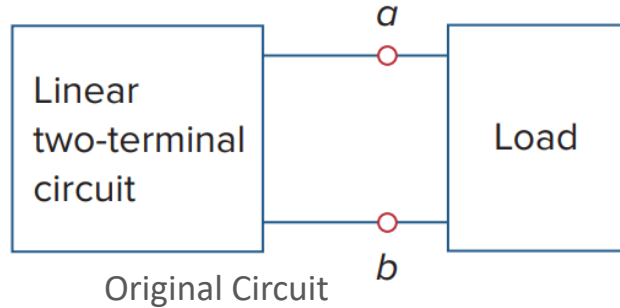 a
Linear
two-terminal
circuit
Load
b
Original Circuit